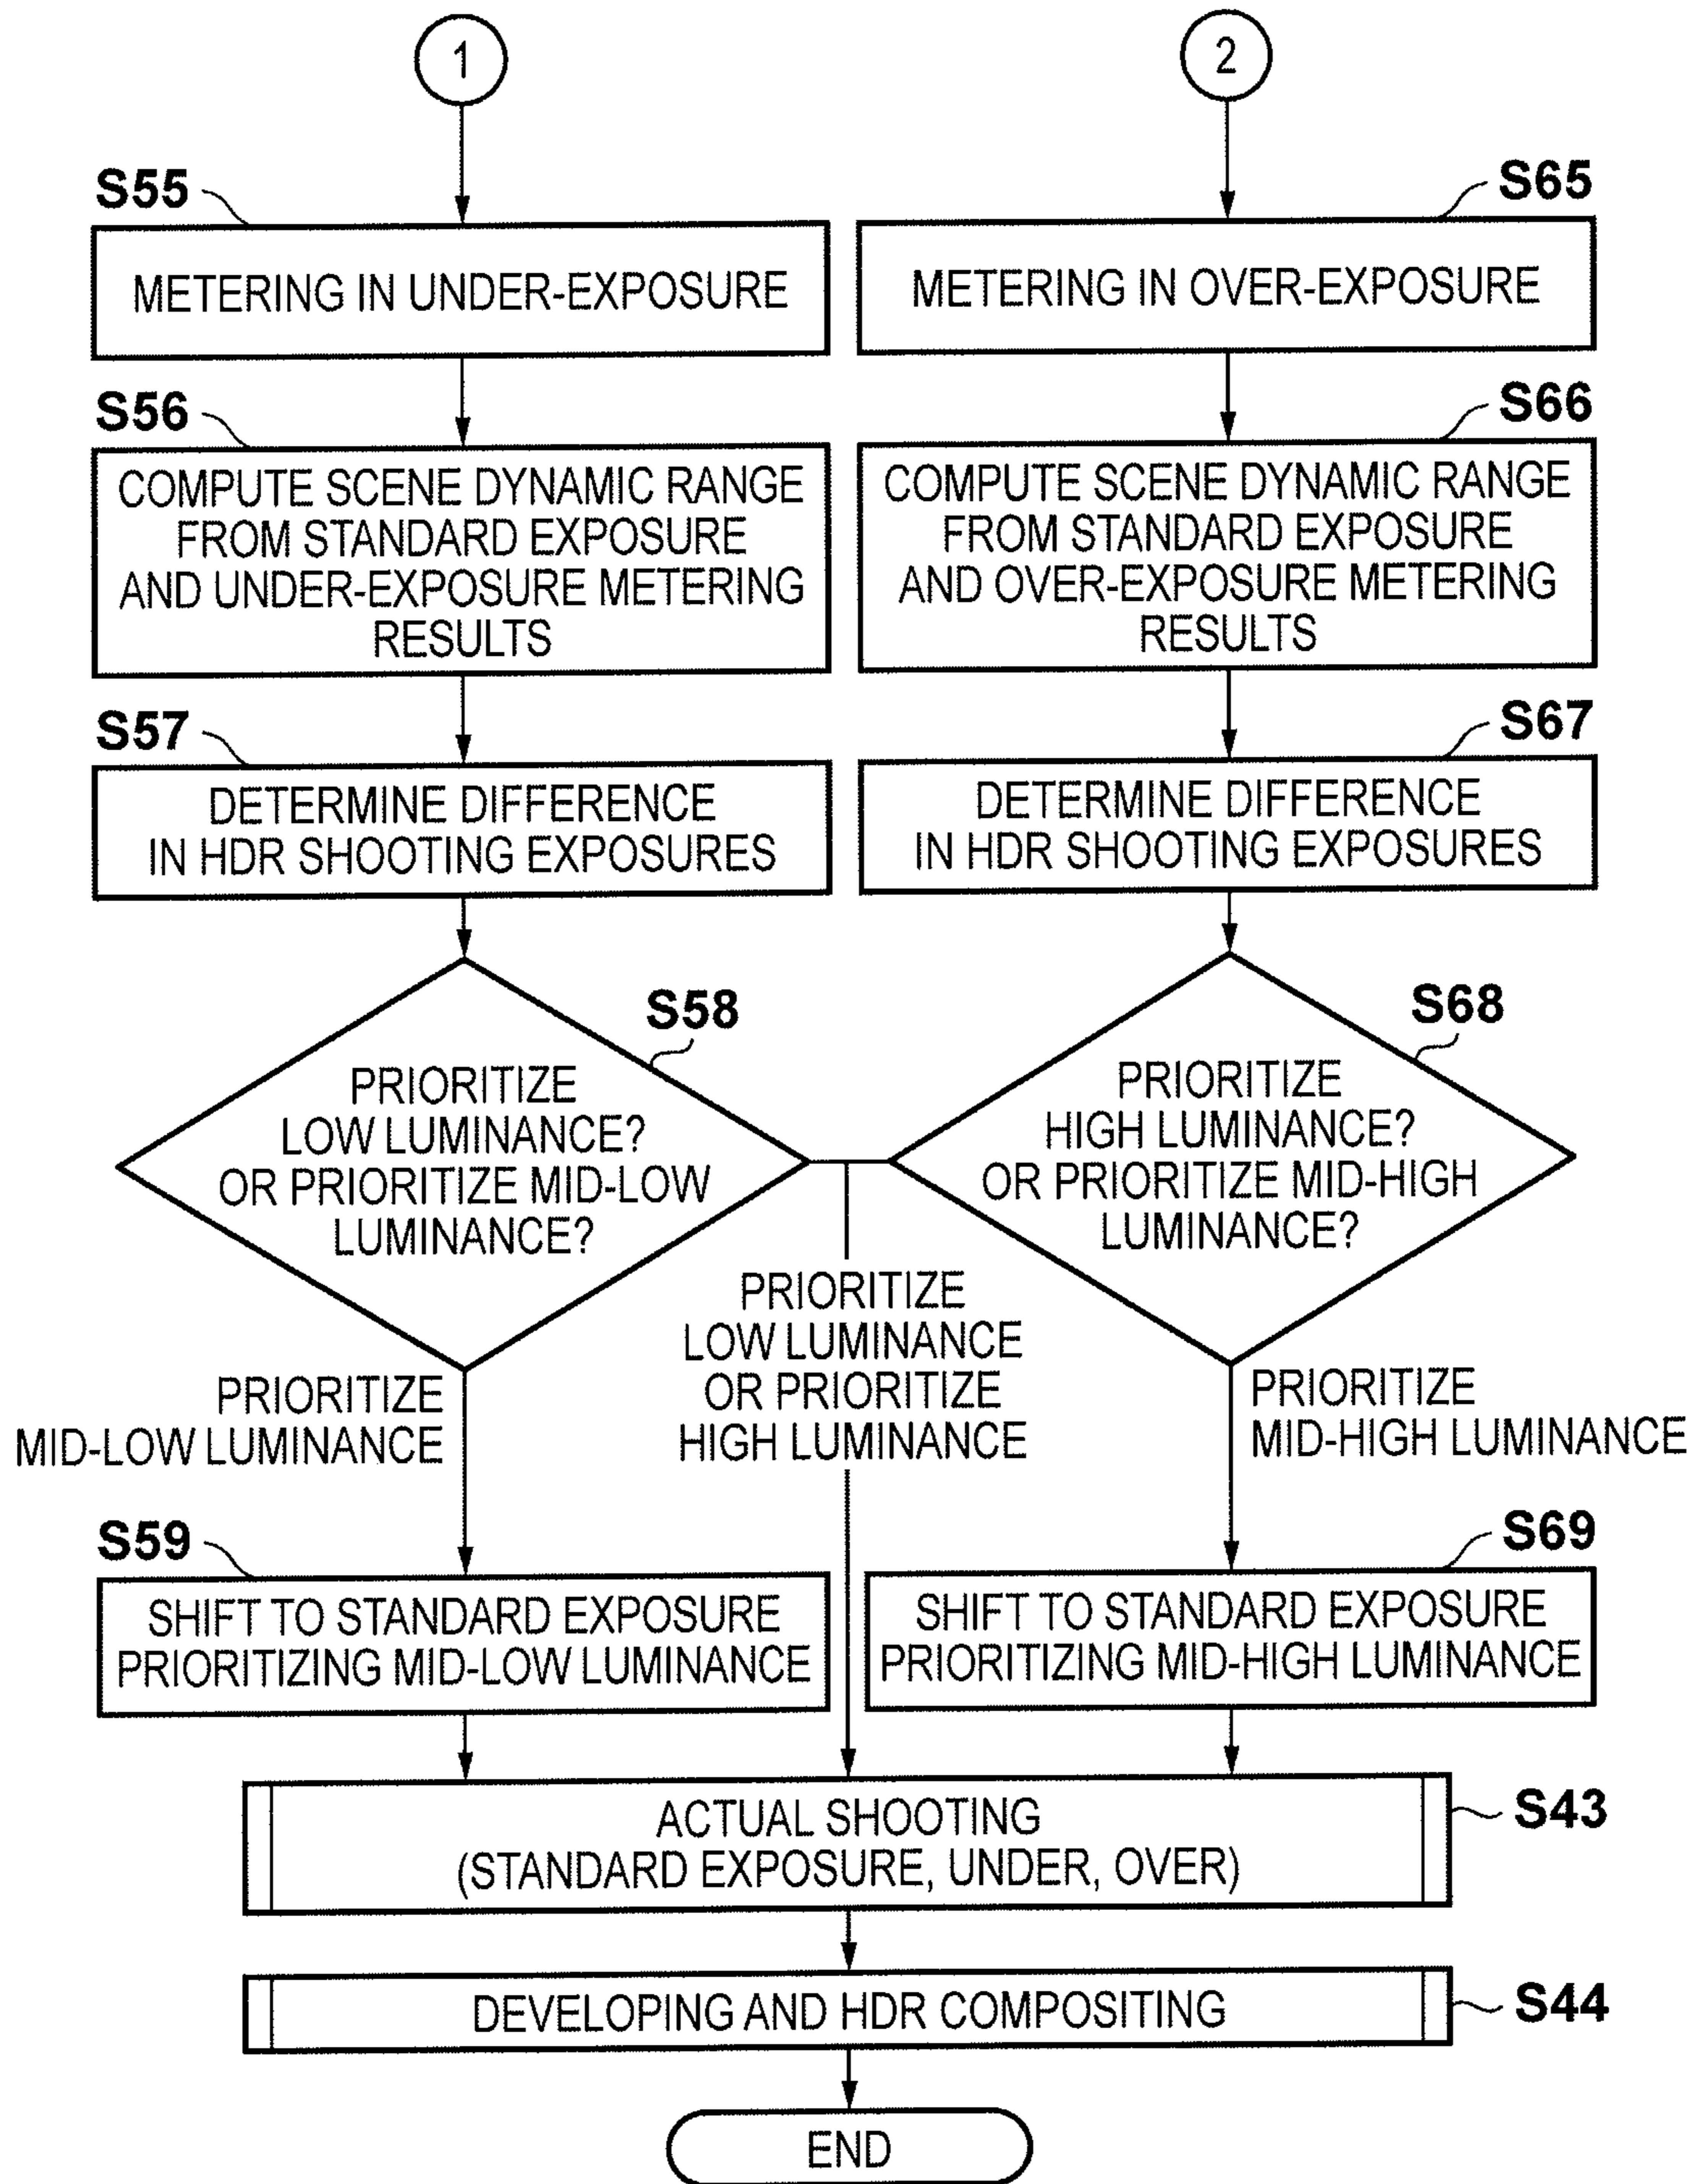 1
2
S55
METERING IN UNDER-EXPOSURE
S65
METERING IN OVER-EXPOSURE
S56
COMPUTE SCENE DYNAMIC RANGE
FROM STANDARD EXPOSURE
AND UNDER-EXPOSURE METERING
RESULTS
S66
COMPUTE SCENE DYNAMIC RANGE
FROM STANDARD EXPOSURE
AND OVER-EXPOSURE METERING
RESULTS
S57
DETERMINE DIFFERENCE
IN HDR SHOOTING EXPOSURES
S67
DETERMINE DIFFERENCE
IN HDR SHOOTING EXPOSURES
S58
PRIORITIZE
LOW LUMINANCE?
OR PRIORITIZE MID-LOW
LUMINANCE?
S68
PRIORITIZE
HIGH LUMINANCE?
OR PRIORITIZE MID-HIGH
LUMINANCE?
PRIORITIZE
MID-LOW LUMINANCE
PRIORITIZE
LOW LUMINANCE
OR PRIORITIZE
HIGH LUMINANCE
PRIORITIZE
MID-HIGH LUMINANCE
S59
SHIFT TO STANDARD EXPOSURE
PRIORITIZING MID-LOW LUMINANCE
S69
SHIFT TO STANDARD EXPOSURE
PRIORITIZING MID-HIGH LUMINANCE
ACTUAL SHOOTING
(STANDARD EXPOSURE, UNDER, OVER)
S43
DEVELOPING AND HDR COMPOSITING
S44
END